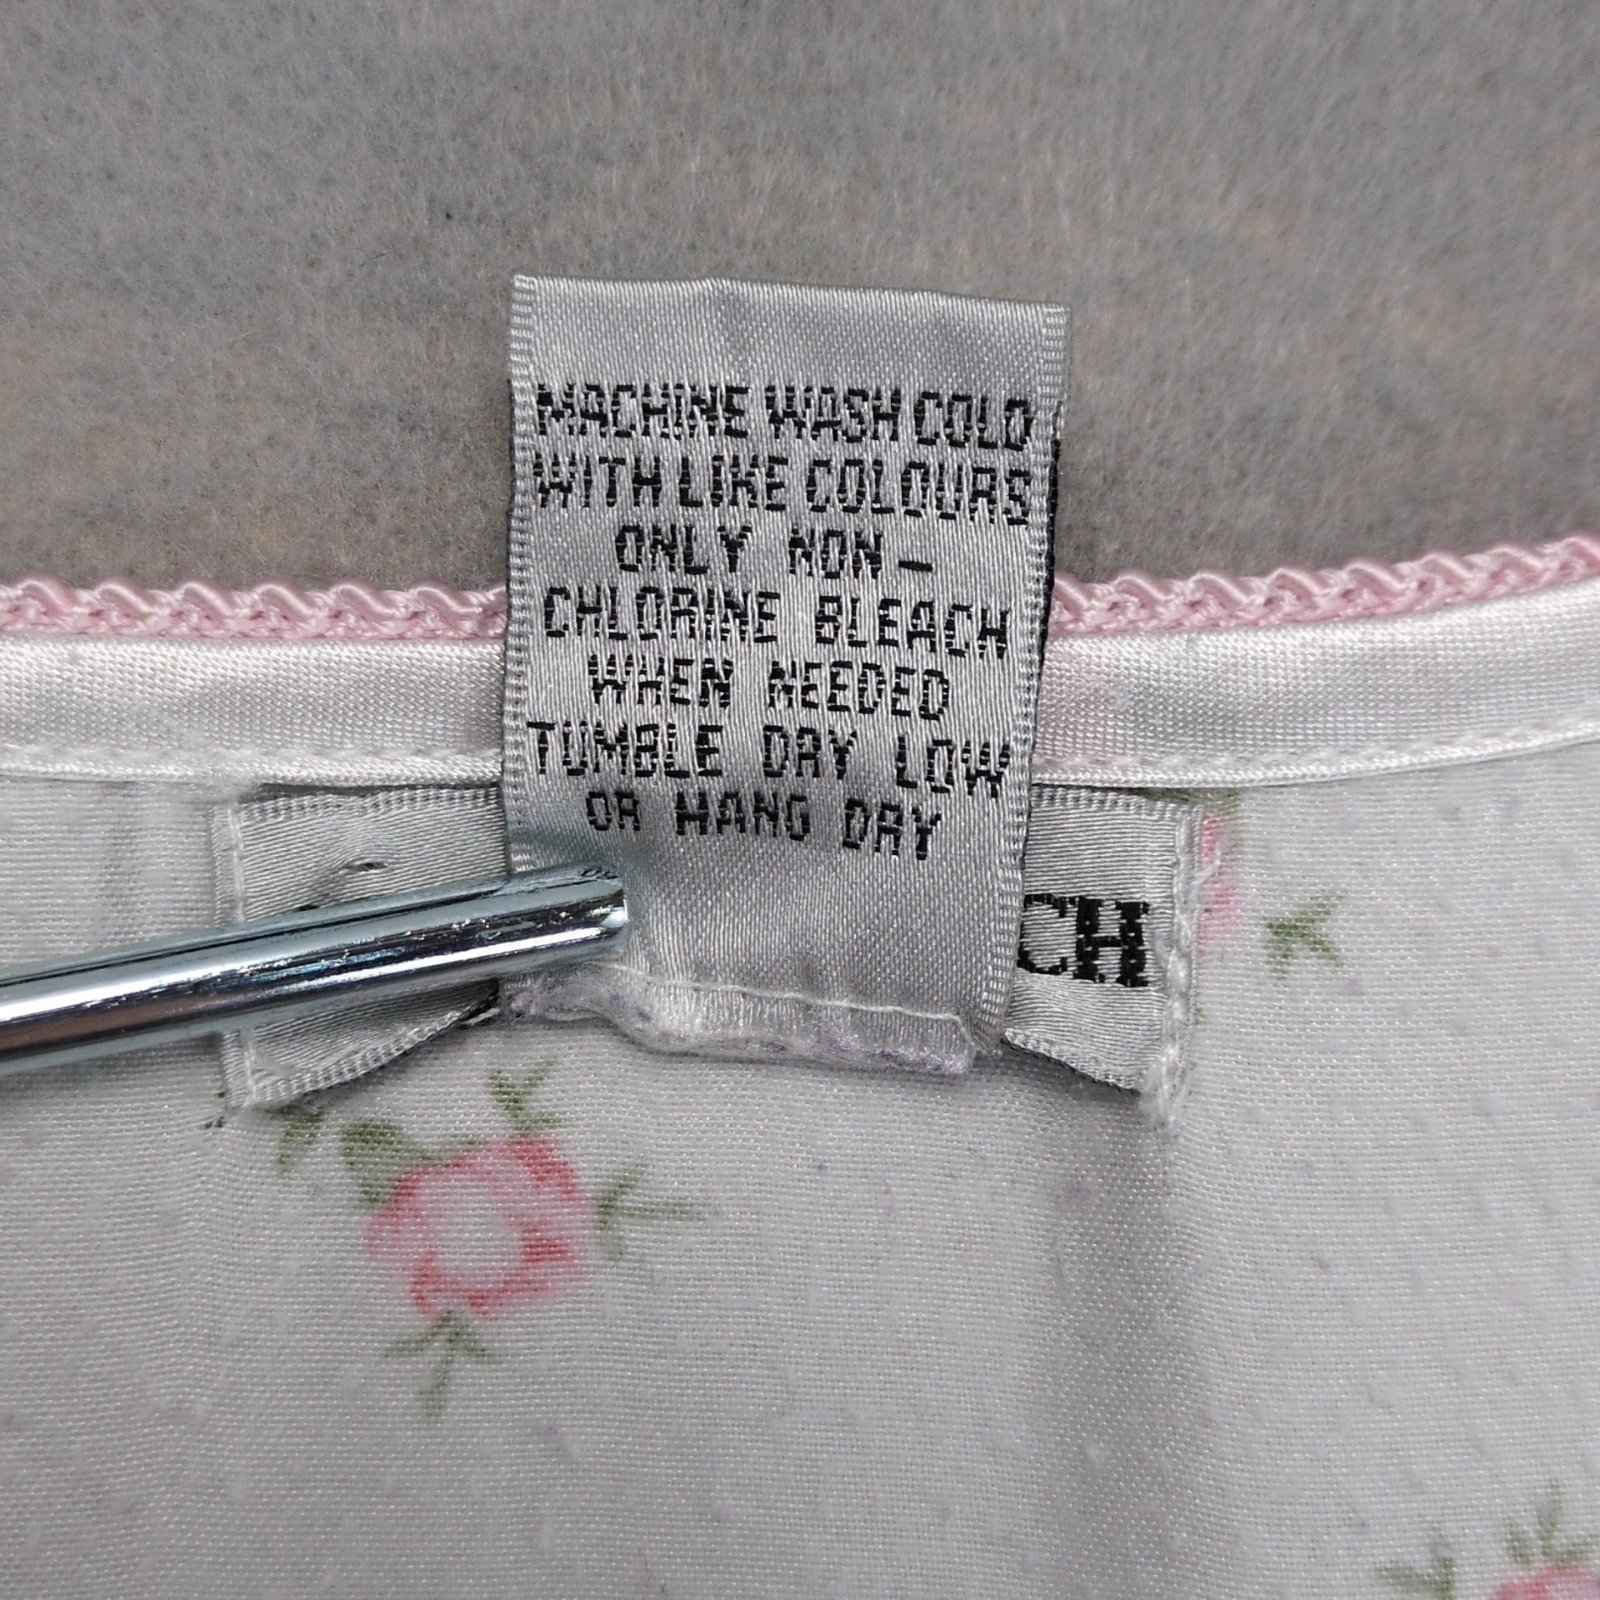 MACHINE WASH COLD
WITH LIKE COLOURS
ONLY NON-
CHLORINE BLEACH
WHEN NEEDED
TUMBLE DRY LOW
OR HANG DRY
CH